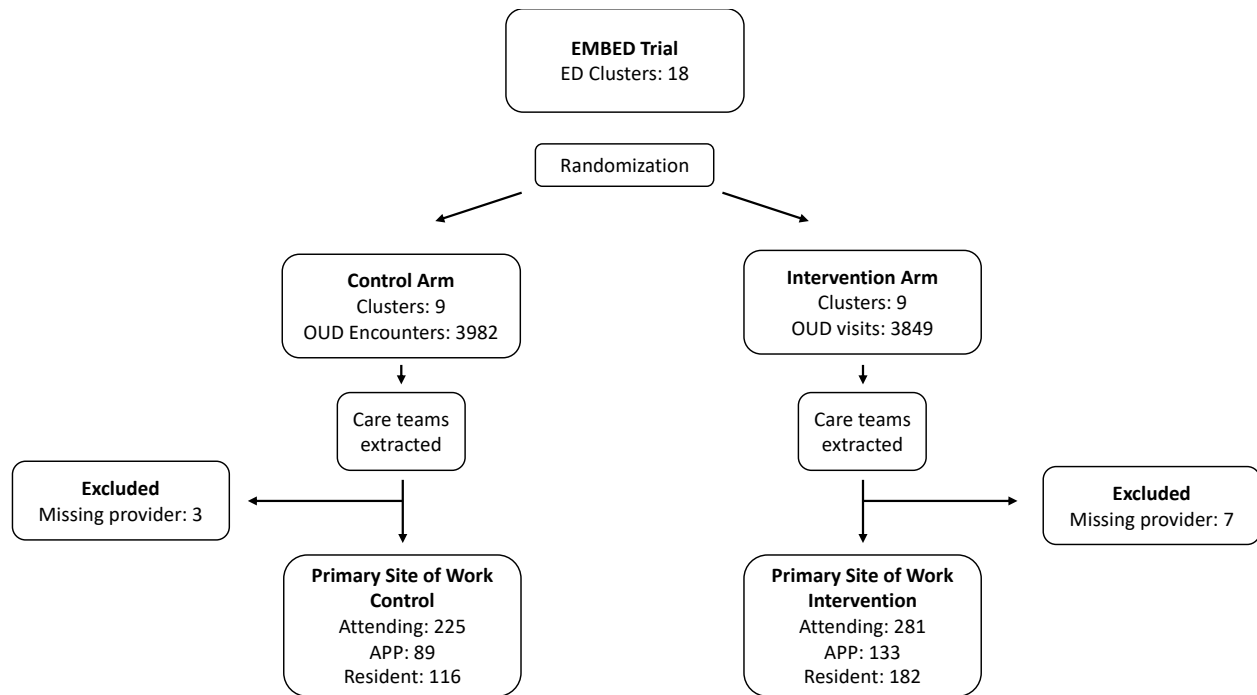 EMBED Trial
ED Clusters: 18
Randomization
Control Arm
Clusters: 9
OUD Encounters: 3982
Intervention Arm
Clusters: 9
OUD visits: 3849
Care teams
extracted
Care teams
extracted
Excluded
Missing provider: 3
Excluded
Missing provider: 7
Primary Site of Work
Control
Attending: 225
APP: 89
Resident: 116
Primary Site of Work
Intervention
Attending: 281
APP: 133
Resident: 182